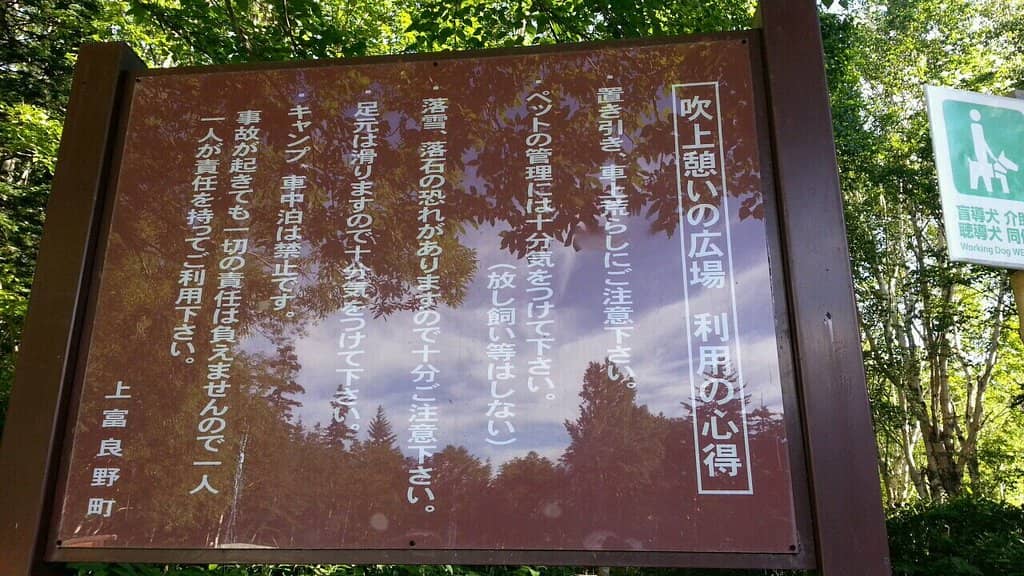 吹上憩いの広場 利用の心得
・置き引き、車上荒らしにご注意下さい。
・ペットの管理には十分気をつけて下さい。
(放し飼い等はしない)
・落雪、落石の恐れがありますので十分ご注意下さい。
・足元は滑りますので十分気をつけて下さい。
・キャンプ 車中泊は禁止です。
事故が起きても一切の責任は負えませんので一人
一人が責任を持ってご利用下さい。
上富良野町
盲導犬 介
聴導犬 同
Working Dog